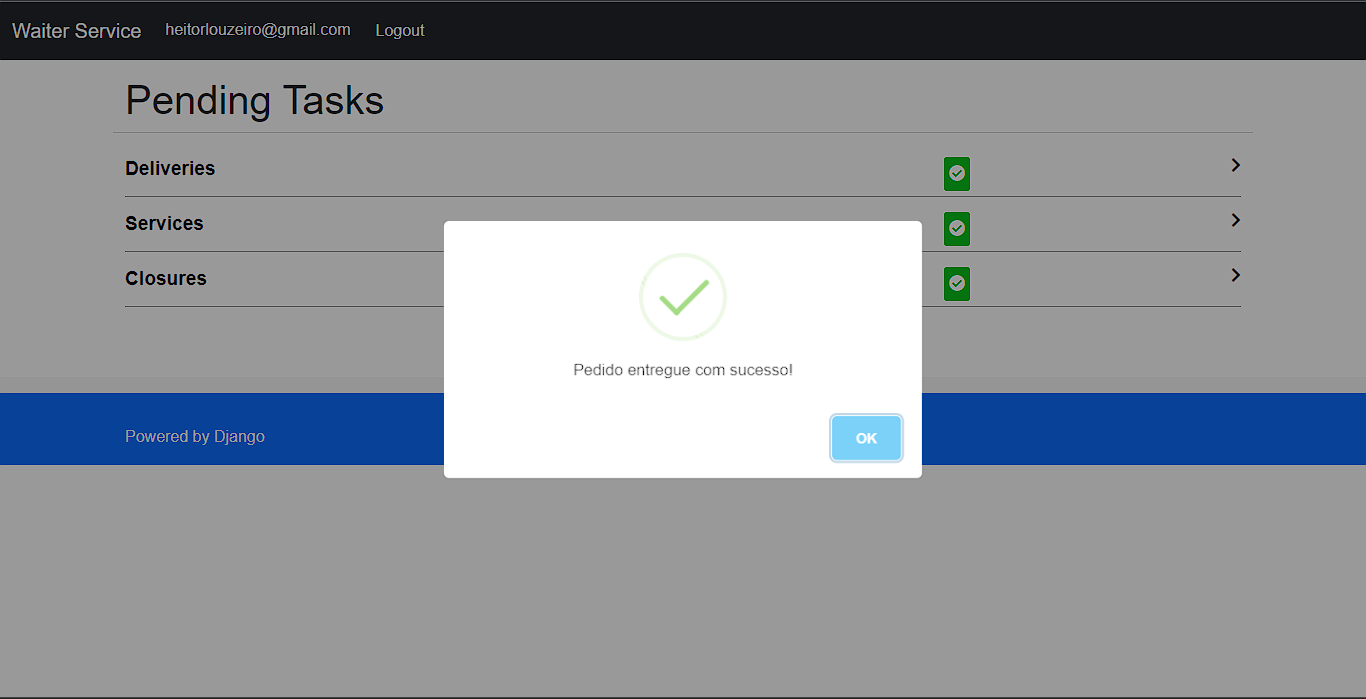 Waiter Service heitorlouzeiro@gmail.com Logout
Pending Tasks
Deliveries
Services
Closures
Pedido entregue com sucesso!
OK
Powered by Django